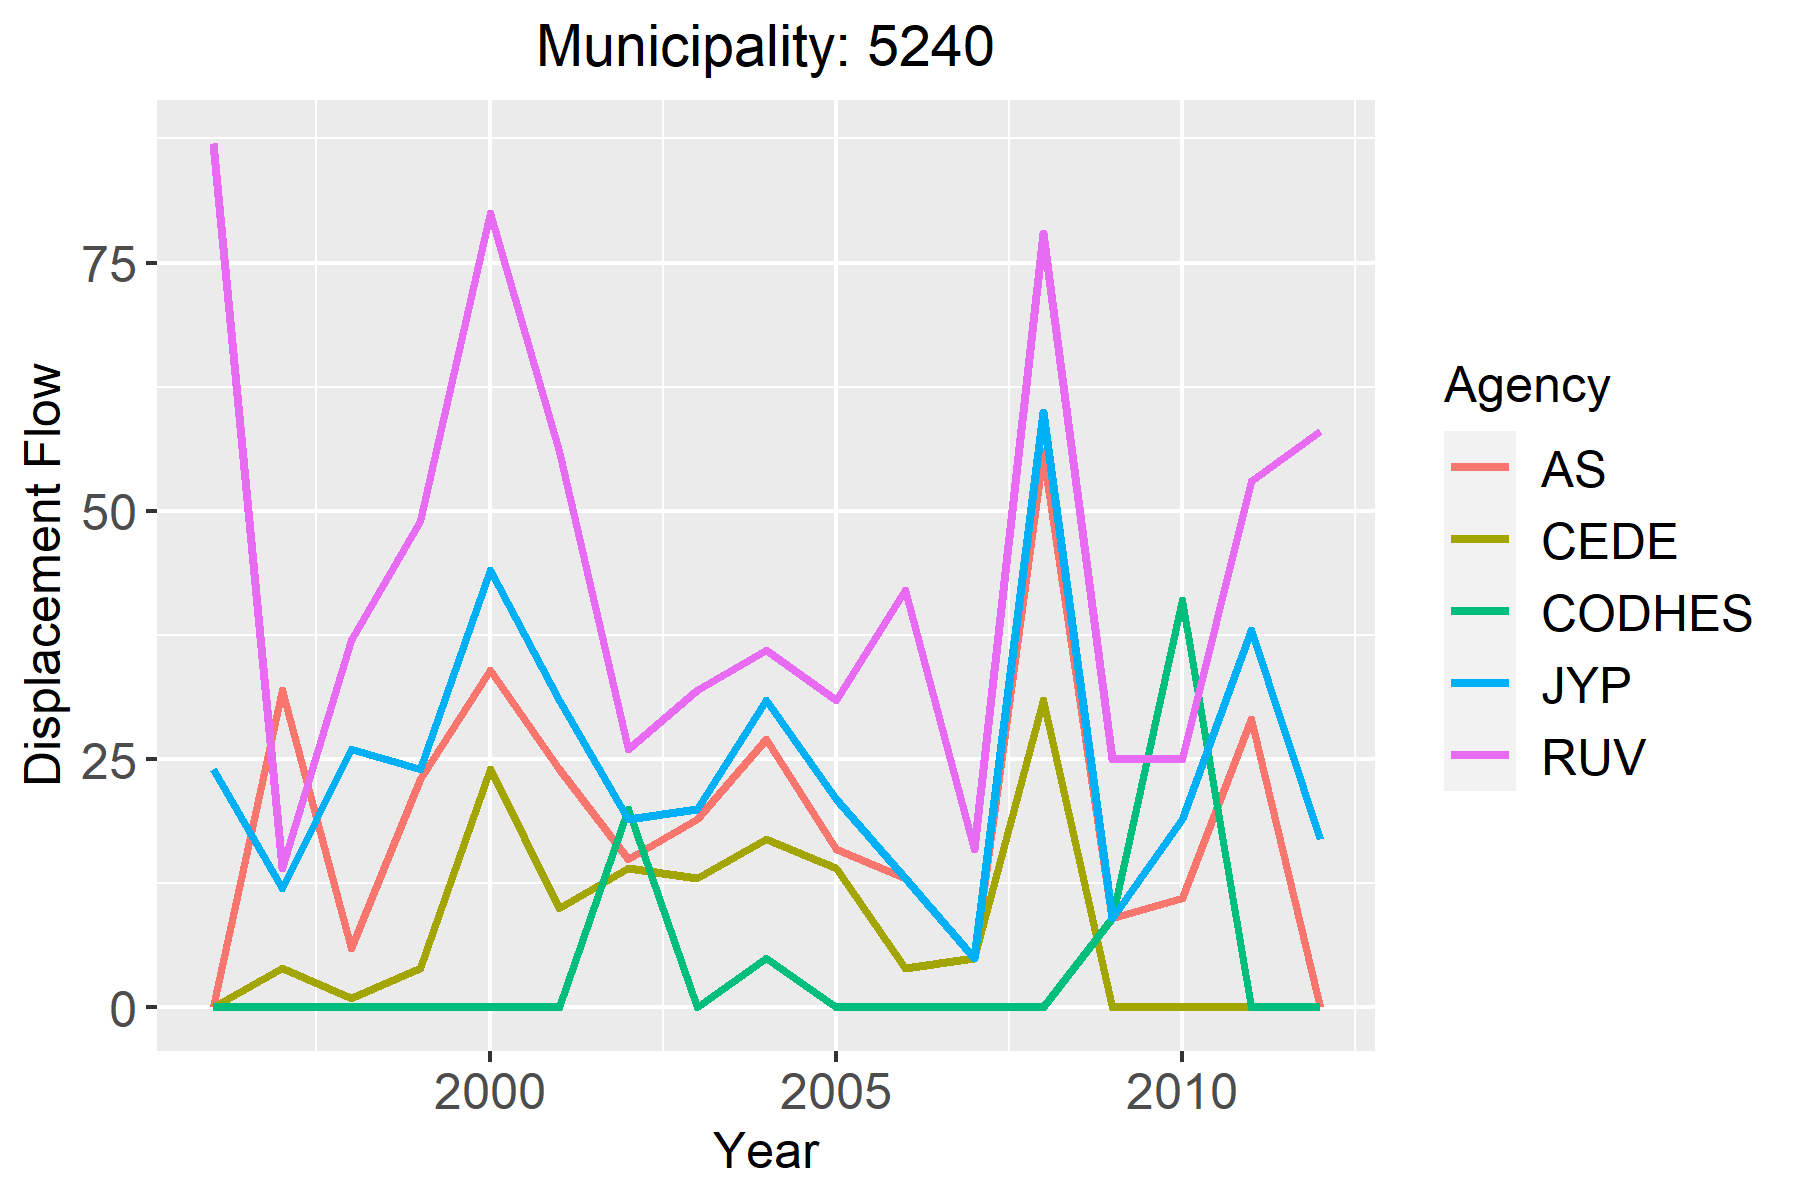 Municipality: 5240
Displacement Flow
75
50
25
0
2000
2005
2010
Year
Agency
AS
CEDE
CODHES
JYP
RUV